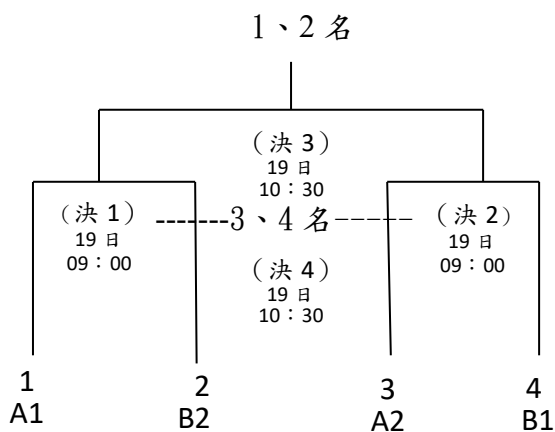 1、2 名
(決 3)
19 日
10：30
(決 1)
19 日
09：00
3、4 名
(決 2)
19 日
09：00
(決 4)
19 日
10：30
1
A1
2
B2
3
A2
4
B1